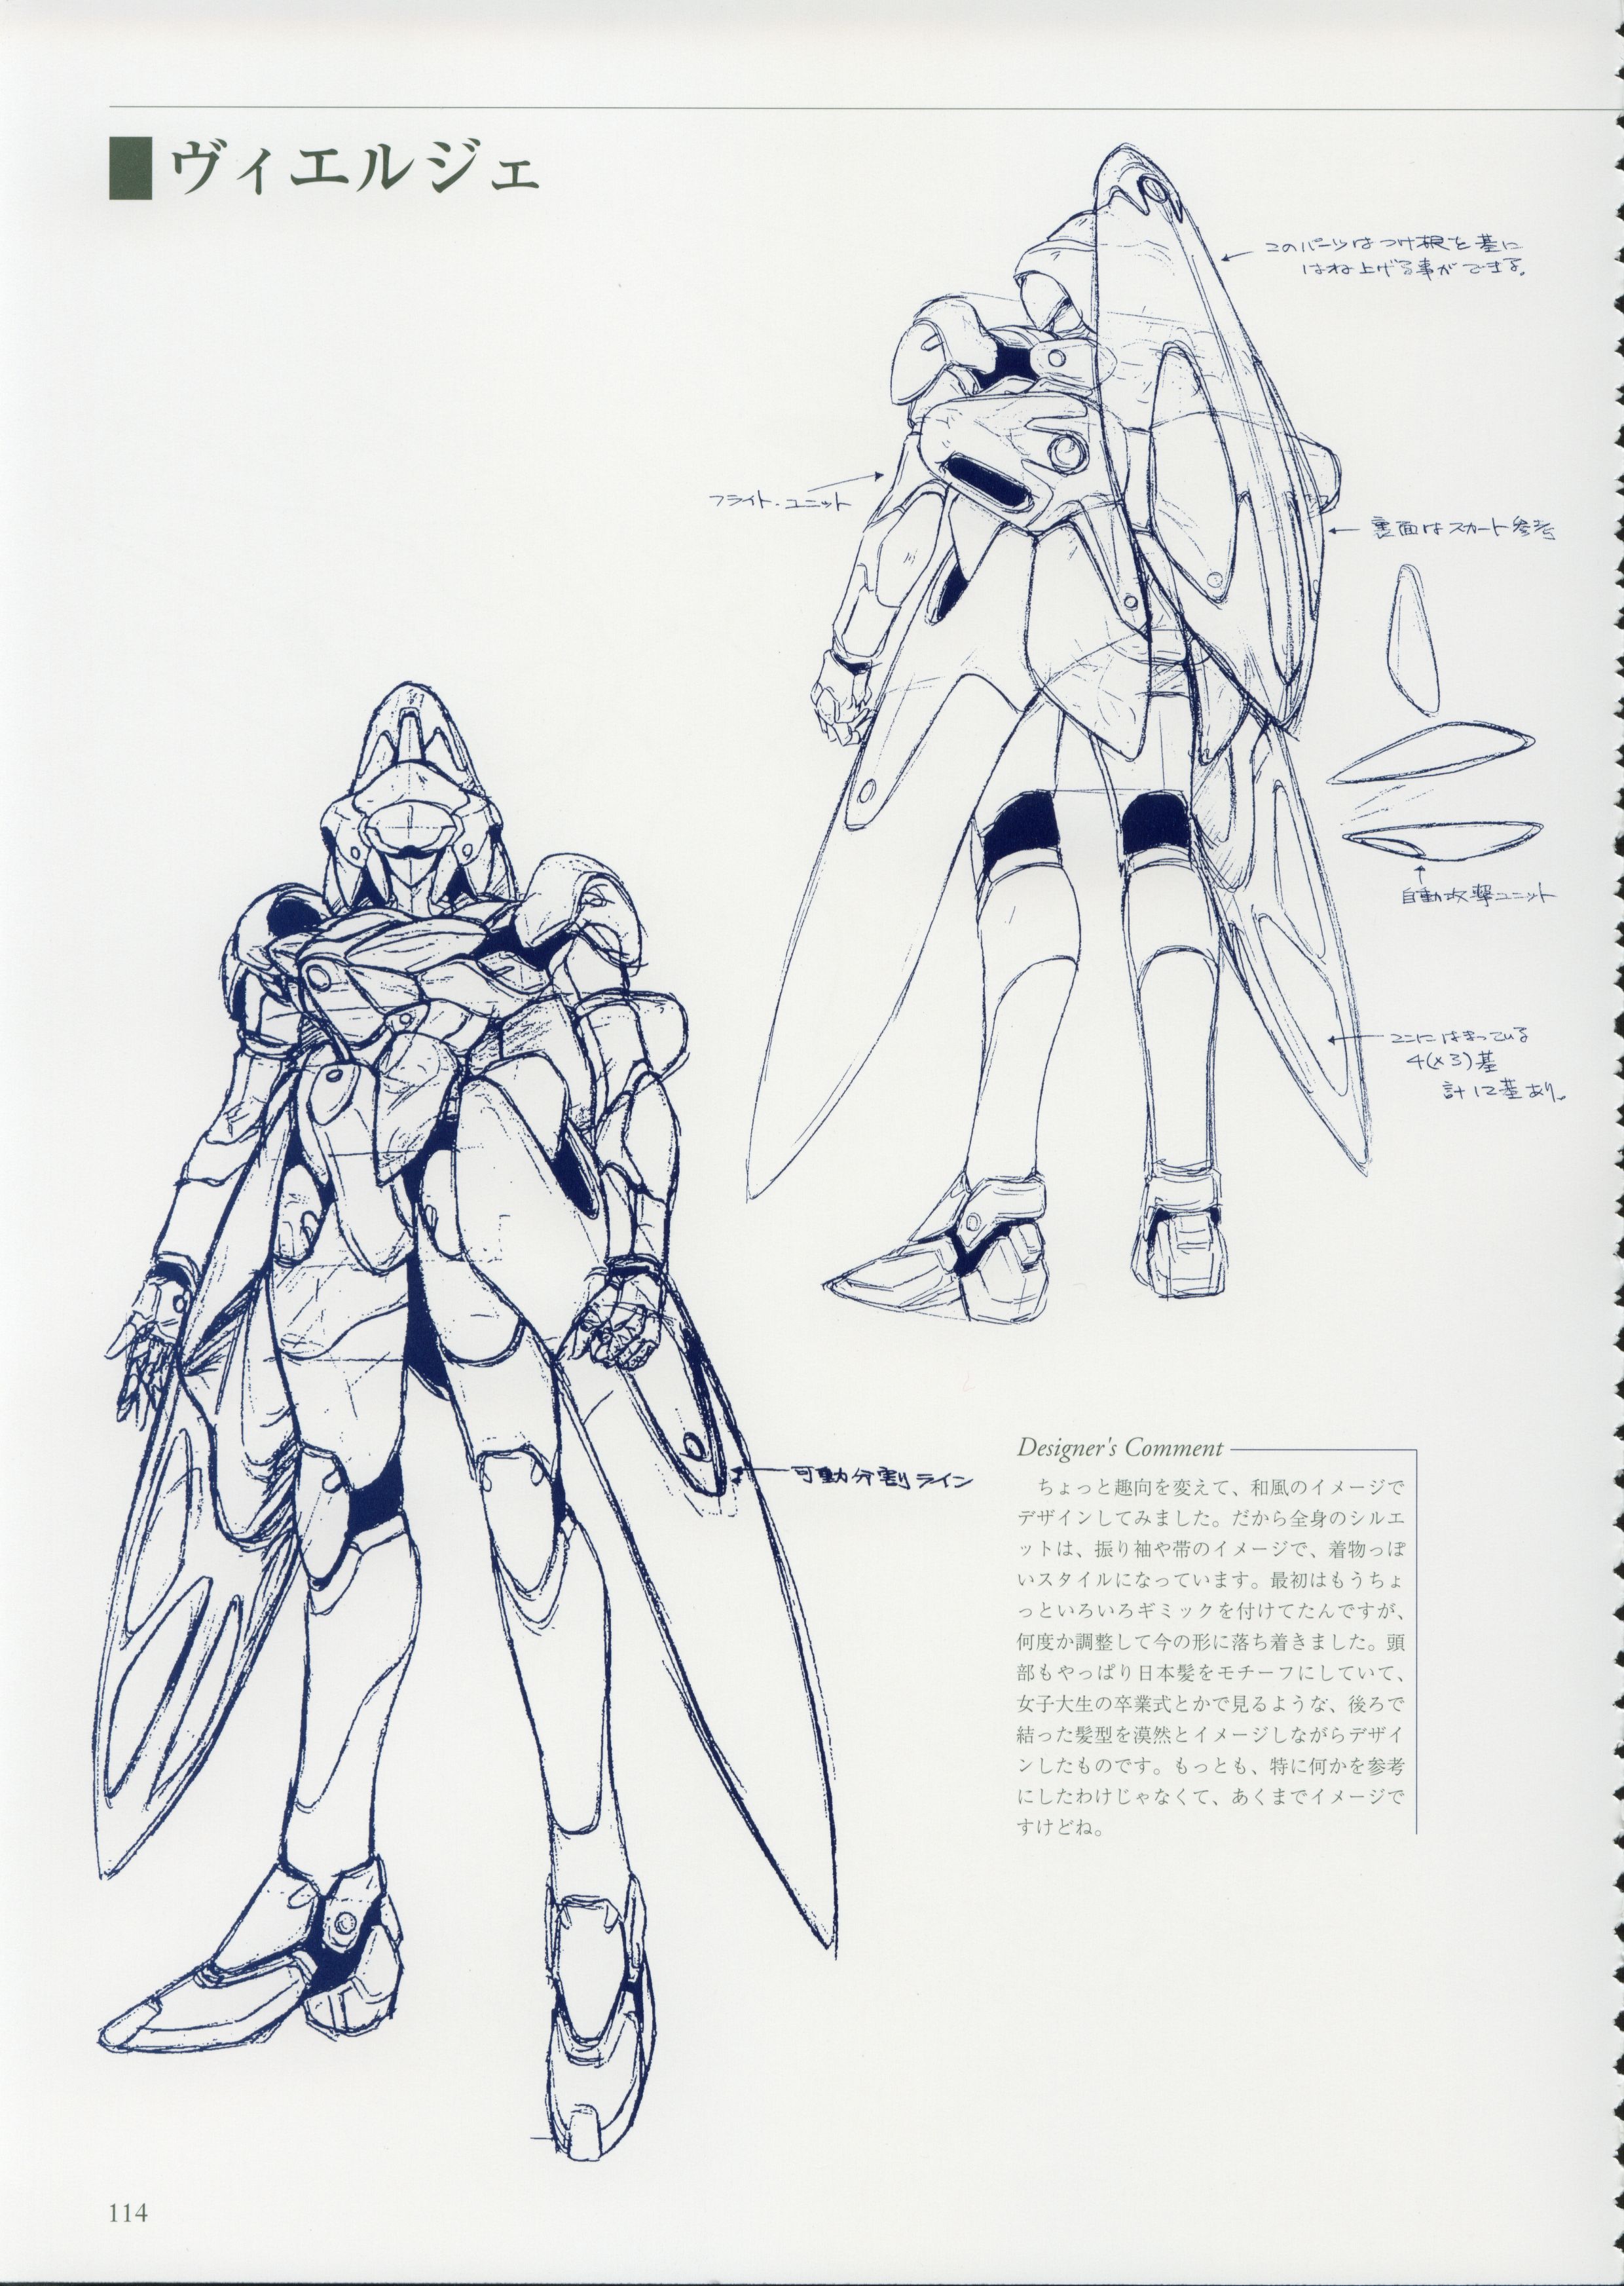 ヴィエルジェ
このパーツはつけ根を基に
はね上げる事ができる。
フライト・ユニット
裏面はスカート参考
自動攻撃ユニット
ココにはまっている
4(×3)基
計12基あり。
可動分割ライン
Designer's Comment
ちょっと趣向を変えて、和風のイメージで
デザインしてみました。だから全身のシルエ
ットは、振り袖や帯のイメージで、着物っぽ
いスタイルになっています。最初はもうちょ
っといろいろギミックを付けてたんですが、
何度か調整して今の形に落ち着きました。頭
部もやっぱり日本髪をモチーフにしていて、
女子大生の卒業式とかで見るような、後ろで
結った髪型を漠然とイメージしながらデザイ
ンしたものです。もっとも、特に何かを参考
にしたわけじゃなくて、あくまでイメージで
すけどね。
114